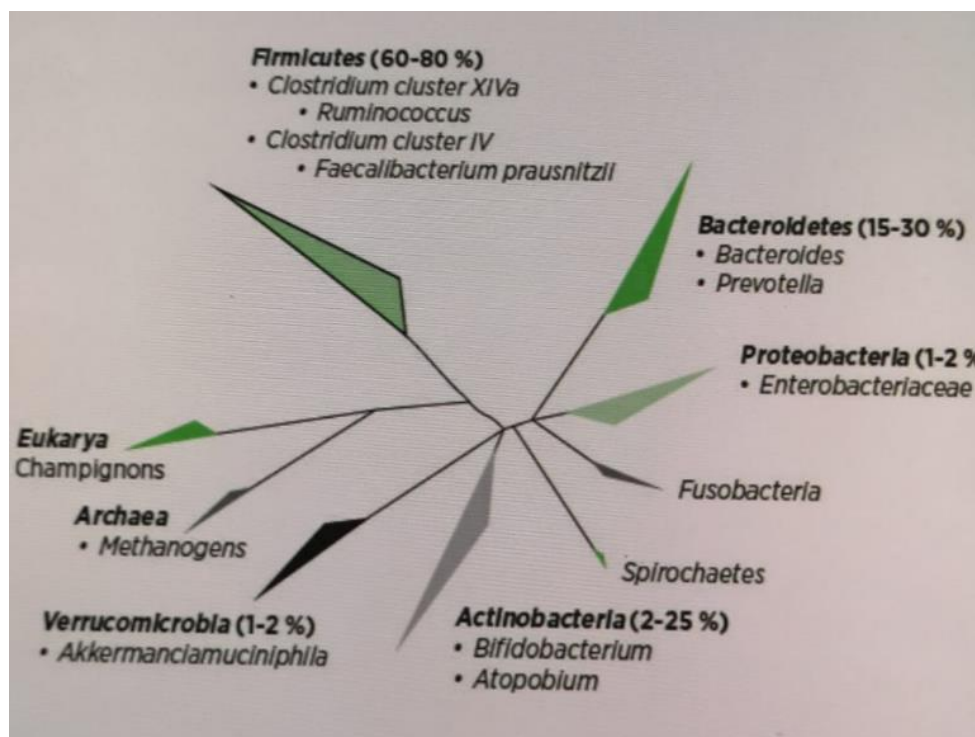 Firmicutes (60-80 %)
• Clostridium cluster XIVa
• Ruminococcus
• Clostridium cluster IV
• Faecalibacterium prausnitzii
Bacteroidetes (15-30 %)
• Bacteroides
• Prevotella
Proteobacteria (1-2 %
• Enterobacteriaceae
Eukarya
Champignons
Fusobacteria
Archaea
• Methanogens
Spirochaetes
Verrucomicrobia (1-2 %)
• Akkermanciamuciniphila
Actinobacteria (2-25 %)
• Bifidobacterium
• Atopobium